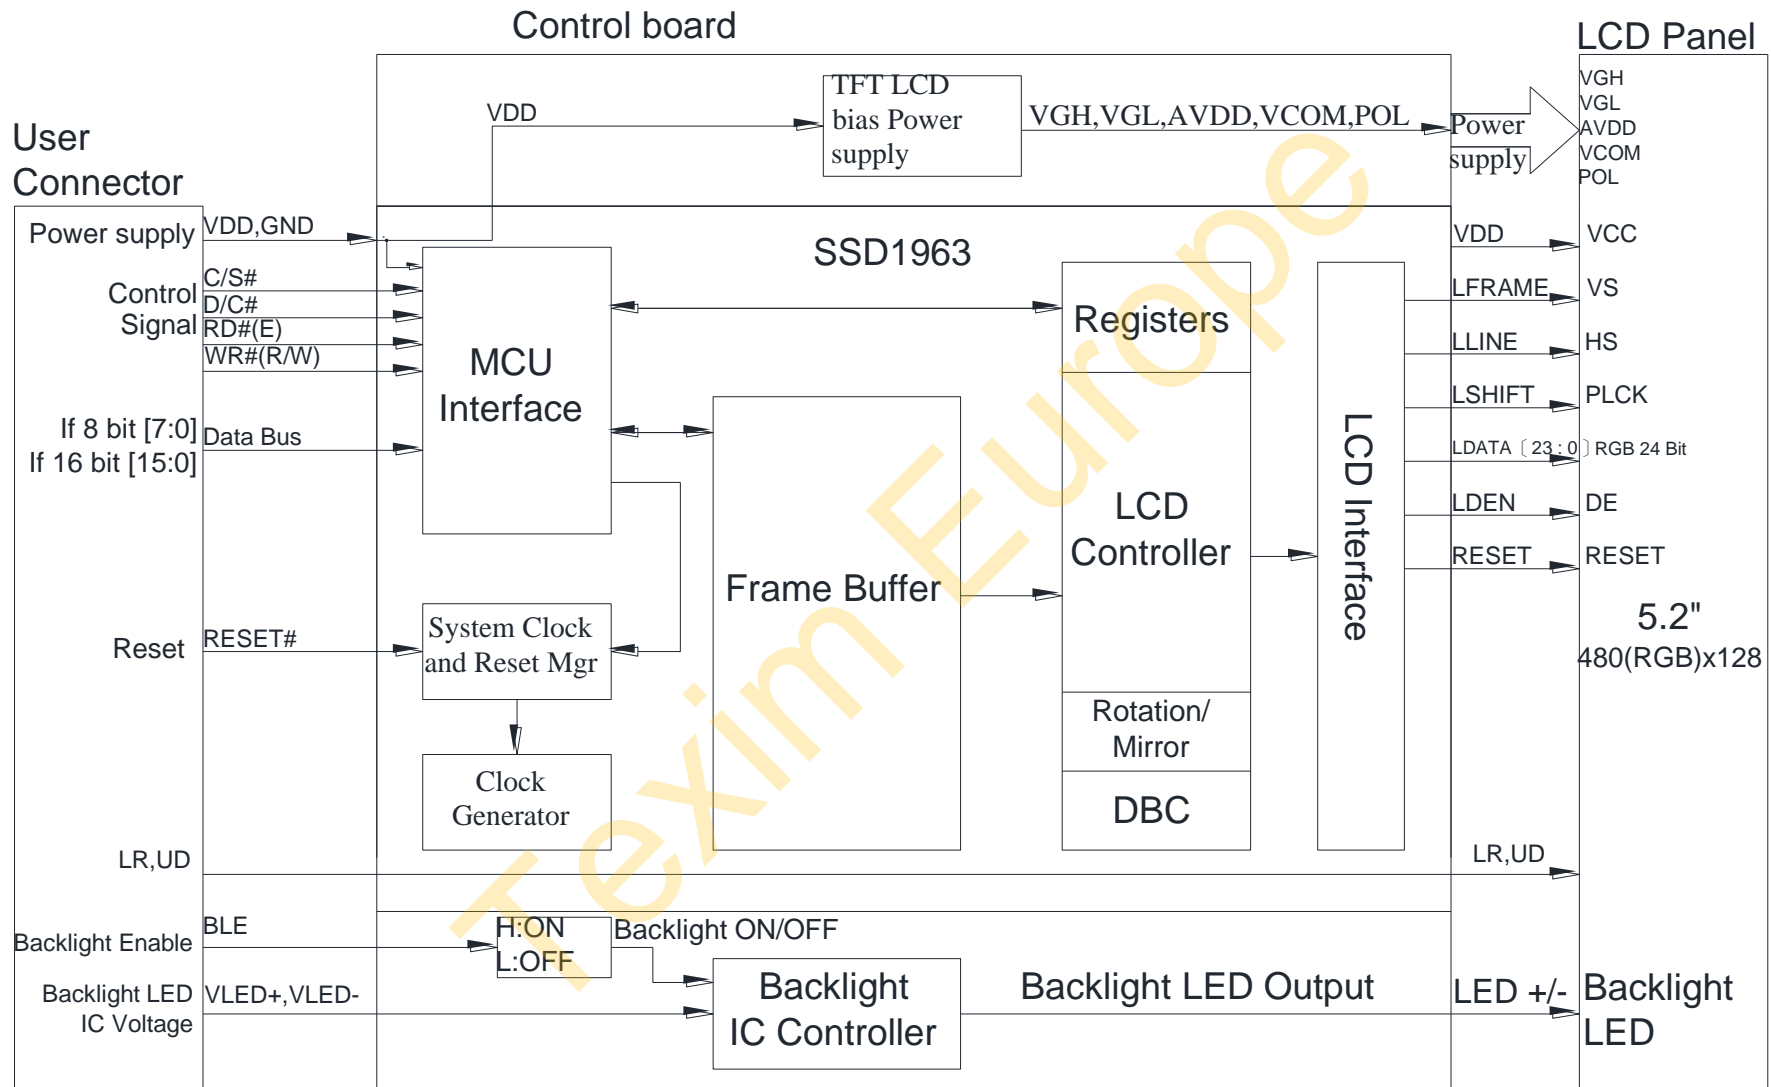 Control board
LCD Panel
User
Connector
VDD
TFT LCD
bias Power
supply
VGH,VGL,AVDD,VCOM,POL
Power
supply
VGH
VGL
AVDD
VCOM
POL
Power supply
VDD,GND
Control
Signal
C/S#
D/C#
RD#(E)
WR#(R/W)
If 8 bit [7:0]
If 16 bit [15:0]
Data Bus
Reset
RESET#
LR,UD
Backlight Enable
BLE
Backlight LED
IC Voltage
VLED+,VLED-
SSD1963
MCU
Interface
System Clock
and Reset Mgr
Clock
Generator
Frame Buffer
Registers
LCD
Controller
Rotation/
Mirror
DBC
LCD Interface
VDD
VCC
LFRAME
VS
LLINE
HS
LSHIFT
PLCK
LDATA〔23:0〕RGB 24 Bit
LDEN
DE
RESET
RESET
5.2"
480(RGB)x128
LR,UD
H:ON
L:OFF
Backlight ON/OFF
Backlight
IC Controller
Backlight LED Output
LED +/-
Backlight
LED
Texim Europe